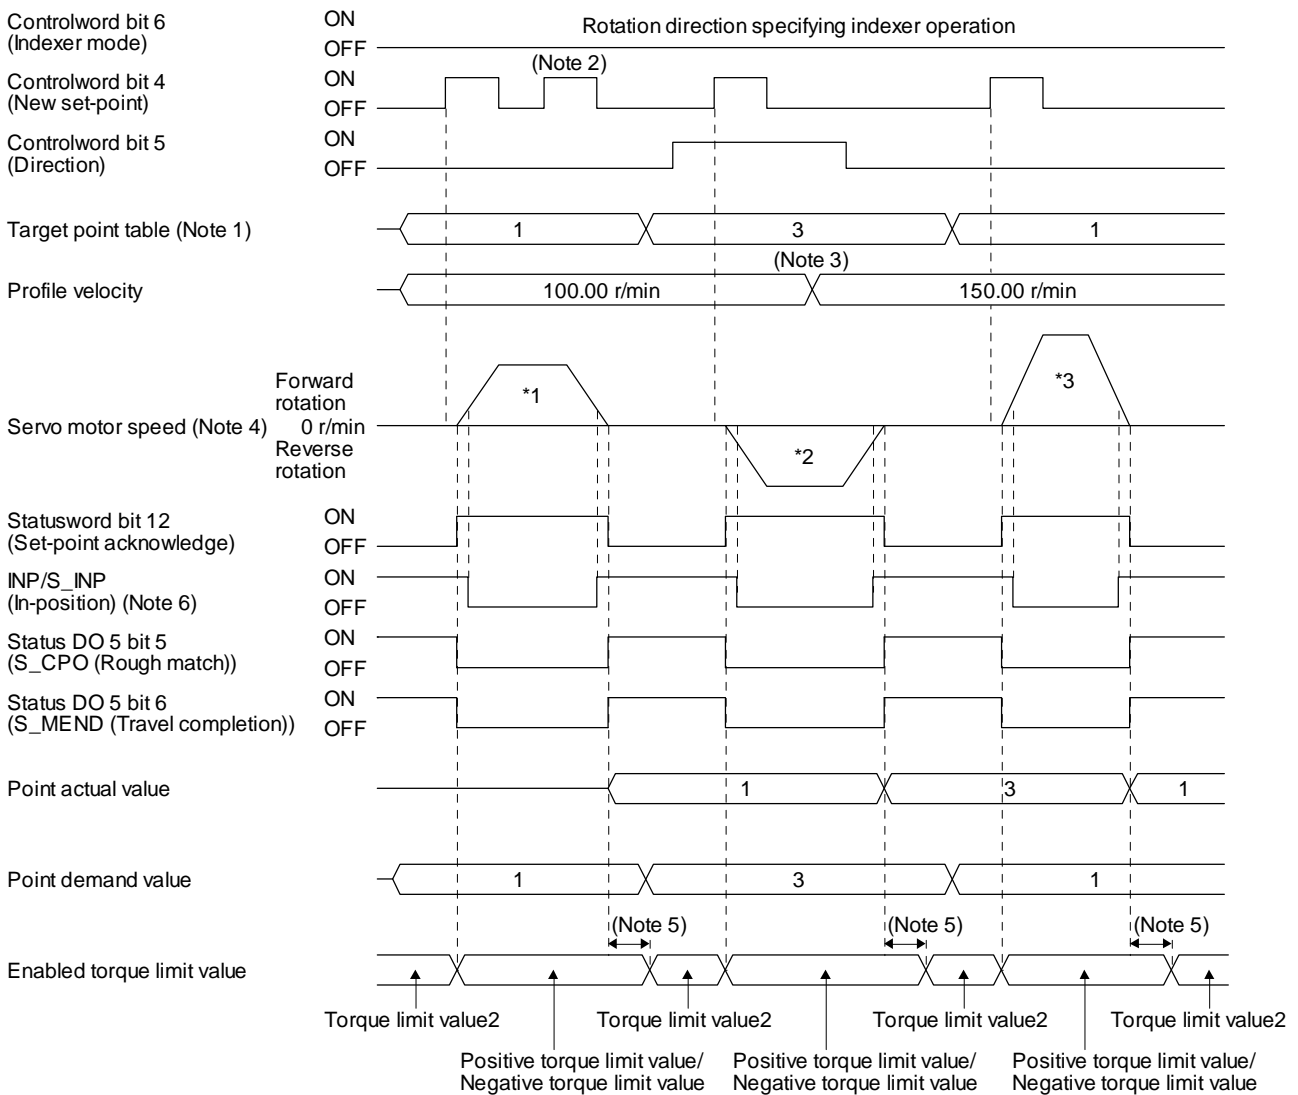 Controlword bit 6
(Indexer mode)
ON
OFF
Rotation direction specifying indexer operation
Controlword bit 4
(New set-point)
ON
OFF
(Note 2)
Controlword bit 5
(Direction)
ON
OFF
Target point table (Note 1)
1
3
1
(Note 3)
Profile velocity
100.00 r/min
150.00 r/min
Servo motor speed (Note 4)
Forward
rotation
0 r/min
Reverse
rotation
*1
*2
*3
Statusword bit 12
(Set-point acknowledge)
ON
OFF
INP/S_INP
(In-position) (Note 6)
ON
OFF
Status DO 5 bit 5
(S_CPO (Rough match))
ON
OFF
Status DO 5 bit 6
(S_MEND (Travel completion))
ON
OFF
Point actual value
1
3
1
Point demand value
1
3
1
(Note 5)
(Note 5)
(Note 5)
Enabled torque limit value
Torque limit value2
Torque limit value2
Torque limit value2
Torque limit value2
Positive torque limit value/
Negative torque limit value
Positive torque limit value/
Negative torque limit value
Positive torque limit value/
Negative torque limit value